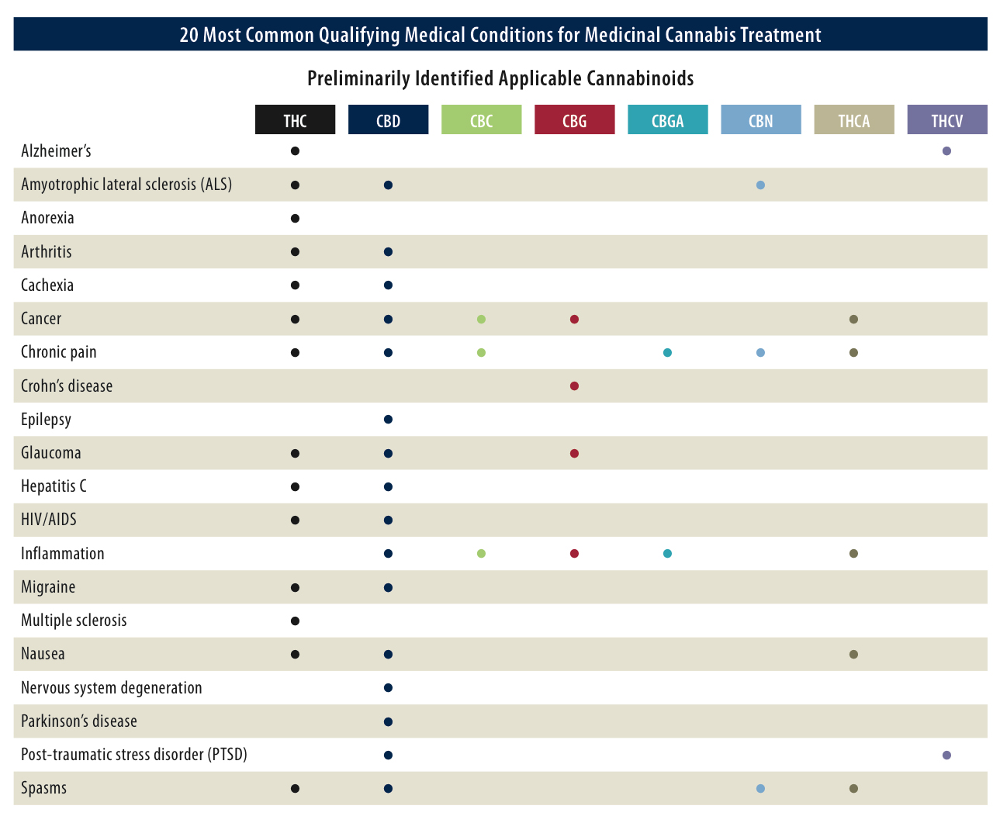 20 Most Common Qualifying Medical Conditions for Medicinal Cannabis Treatment
Preliminarily Identified Applicable Cannabinoids
THC CBD CBC CBG CBGA CBN THCA THCV
Alzheimer’s
Amyotrophic lateral sclerosis (ALS)
Anorexia
Arthritis
Cachexia
Cancer
Chronic pain
Crohn’s disease
Epilepsy
Glaucoma
Hepatitis C
HIV/AIDS
Inflammation
Migraine
Multiple sclerosis
Nausea
Nervous system degeneration
Parkinson’s disease
Post-traumatic stress disorder (PTSD)
Spasms